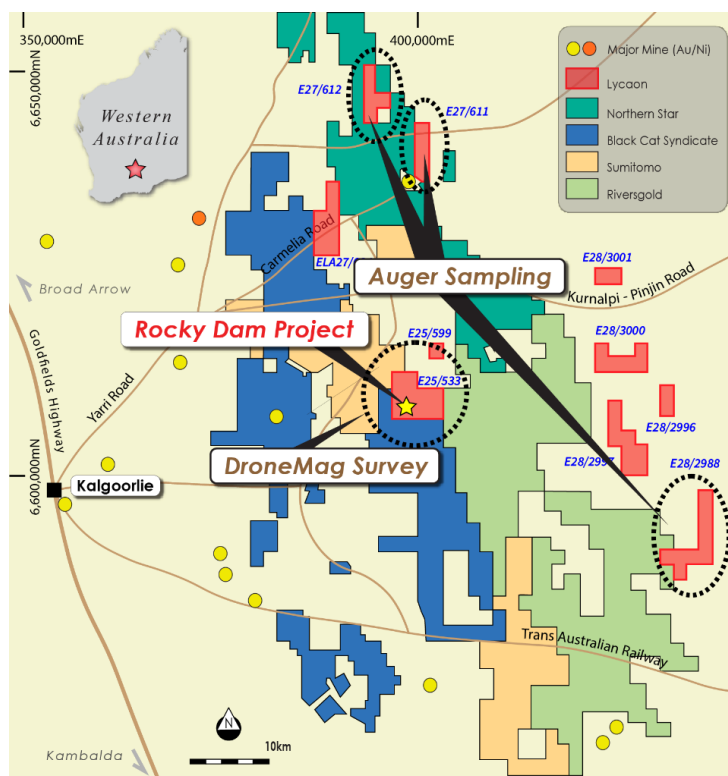 350,000mE
400,000mE
6,650,000mN
6,600,000mN
Western
Australia
Major Mine (Au/Ni)
Lycaon
Northern Star
Black Cat Syndicate
Sumitomo
Riversgold
E27/612
E27/611
ELA27/
Carmelia Road
Broad Arrow
Auger Sampling
E28/3001
Kurnalpi - Pinjin Road
Rocky Dam Project
E25/599
E28/3000
E25/533
Goldfields Highway
Yarri Road
E28/2996
DroneMag Survey
E28/2997
E28/2988
Kalgoorlie
Trans Australian Railway
N
10km
Kambalda